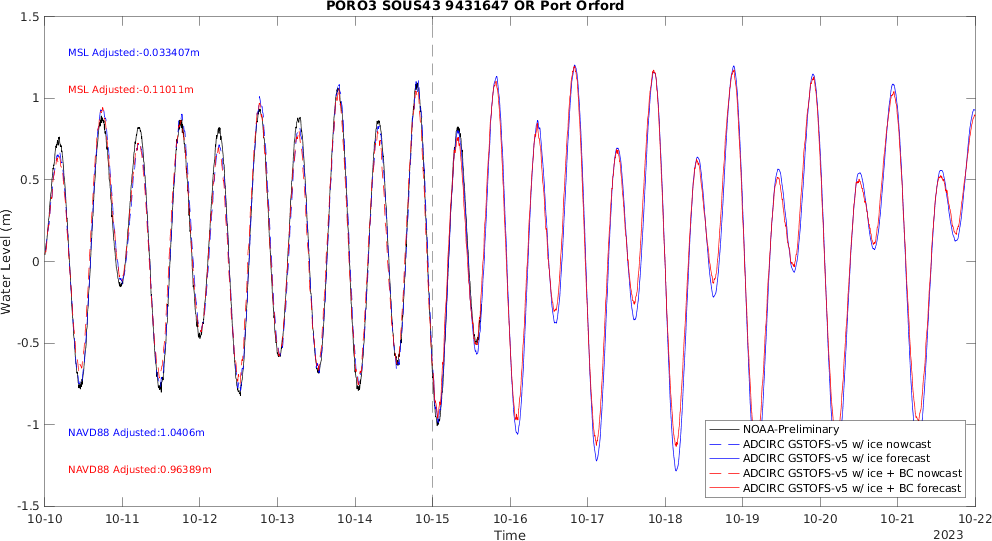 PORO3 SOUS43 9431647 OR Port Orford
1.5
1
0.5
0
-0.5
-1
-1.5
Water Level (m)
MSL Adjusted:-0.033407m
MSL Adjusted:-0.11011m
NAVD88 Adjusted:1.0406m
NAVD88 Adjusted:0.96389m
NOAA-Preliminary
ADCIRC GSTOFS-v5 w/ ice nowcast
ADCIRC GSTOFS-v5 w/ ice forecast
ADCIRC GSTOFS-v5 w/ ice + BC nowcast
ADCIRC GSTOFS-v5 w/ ice + BC forecast
10-10 10-11 10-12 10-13 10-14 10-15 10-16 10-17 10-18 10-19 10-20 10-21 10-22
Time
2023